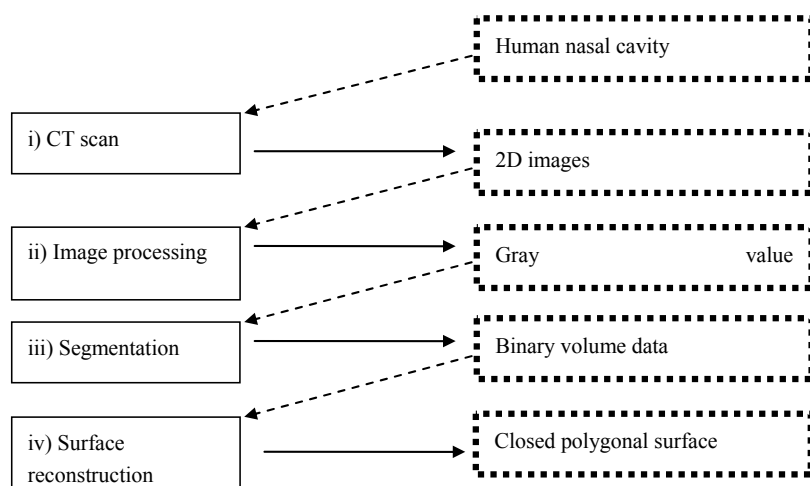 Human nasal cavity
i) CT scan
2D images
ii) Image processing
Gray value
iii) Segmentation
Binary volume data
iv) Surface
reconstruction
Closed polygonal surface